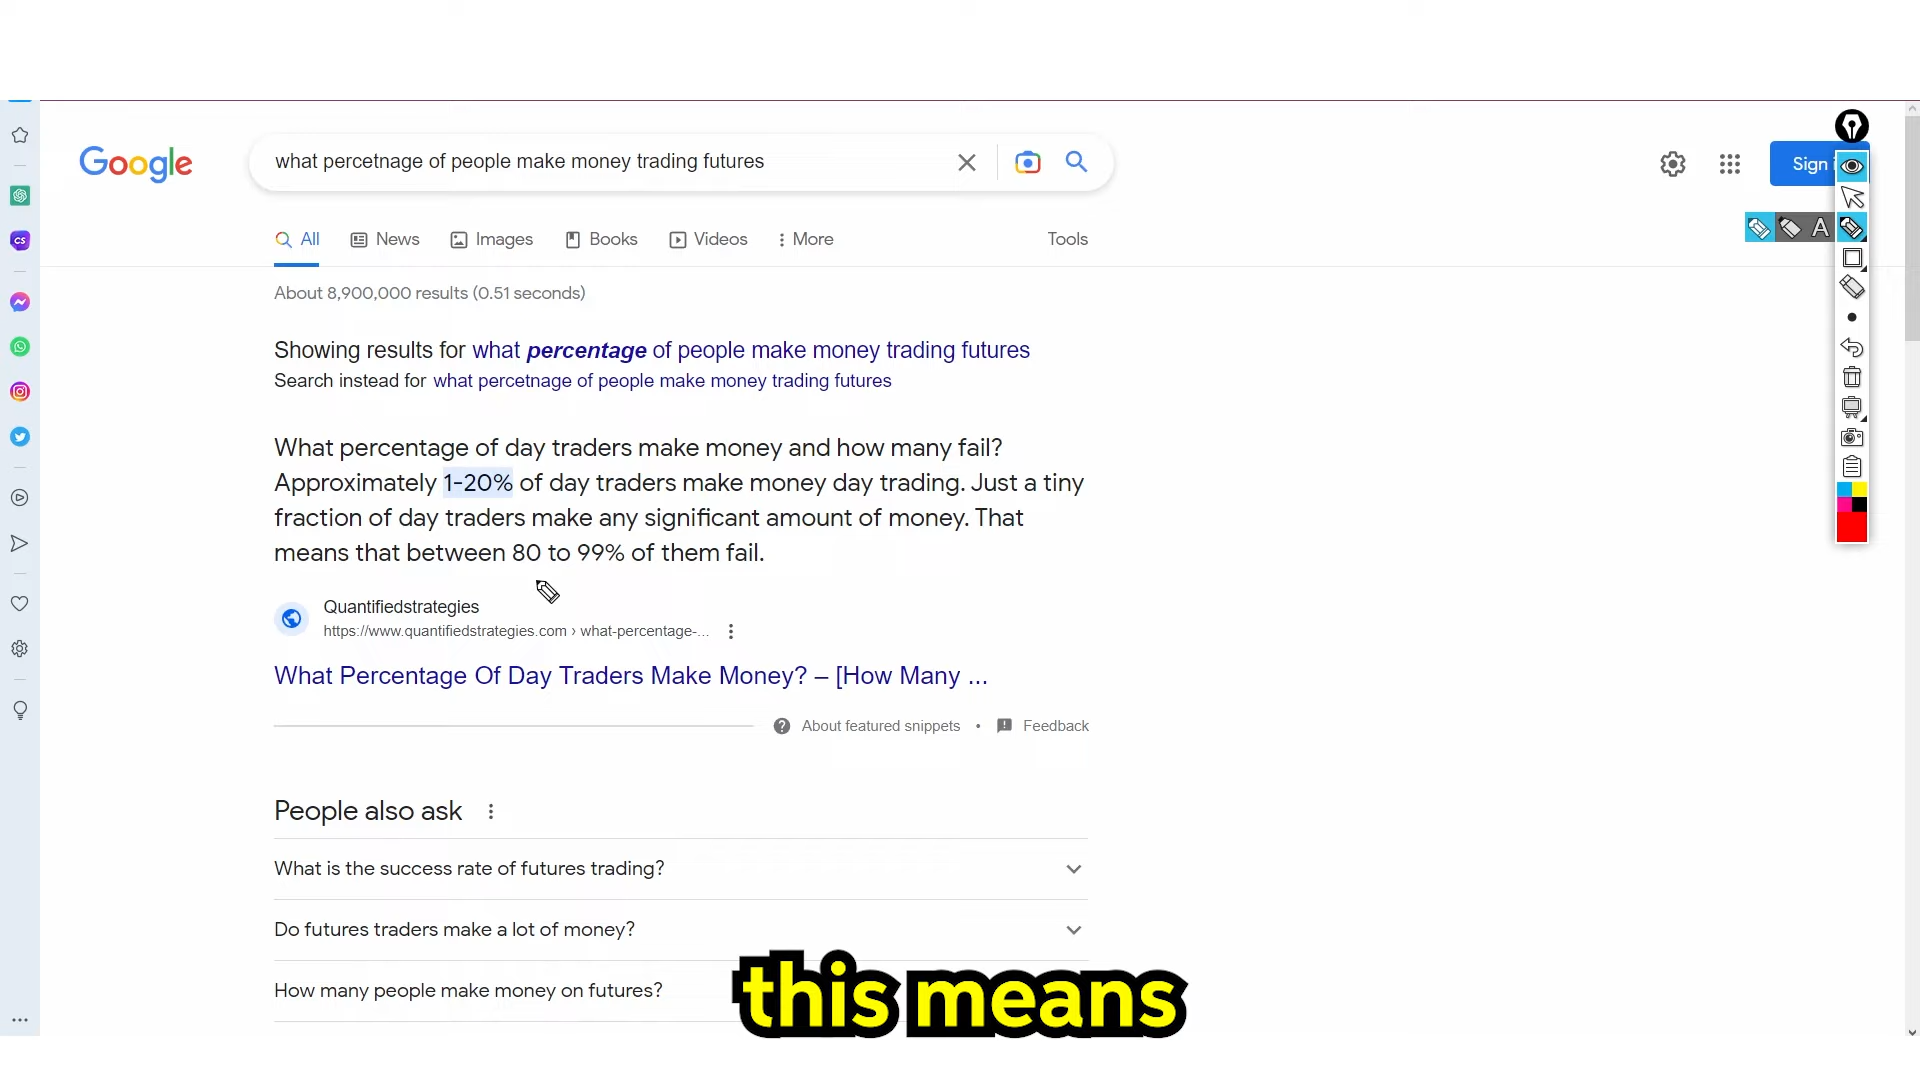 Google
what percetnage of people make money trading futures
Sign
All
News
Images
Books
Videos
More
Tools
A
CS
About 8,900,000 results (0.51 seconds)
Showing results for what percentage of people make money trading futures
Search instead for what percetnage of people make money trading futures
What percentage of day traders make money and how many fail?
Approximately 1-20% of day traders make money day trading. Just a tiny
fraction of day traders make any significant amount of money. That
means that between 80 to 99% of them fail.
Quantifiedstrategies
https://www.quantifiedstrategies.com › what-percentage-...
What Percentage Of Day Traders Make Money? – [How Many ...
About featured snippets • Feedback
People also ask
What is the success rate of futures trading?
Do futures traders make a lot of money?
How many people make money on futures?
this means